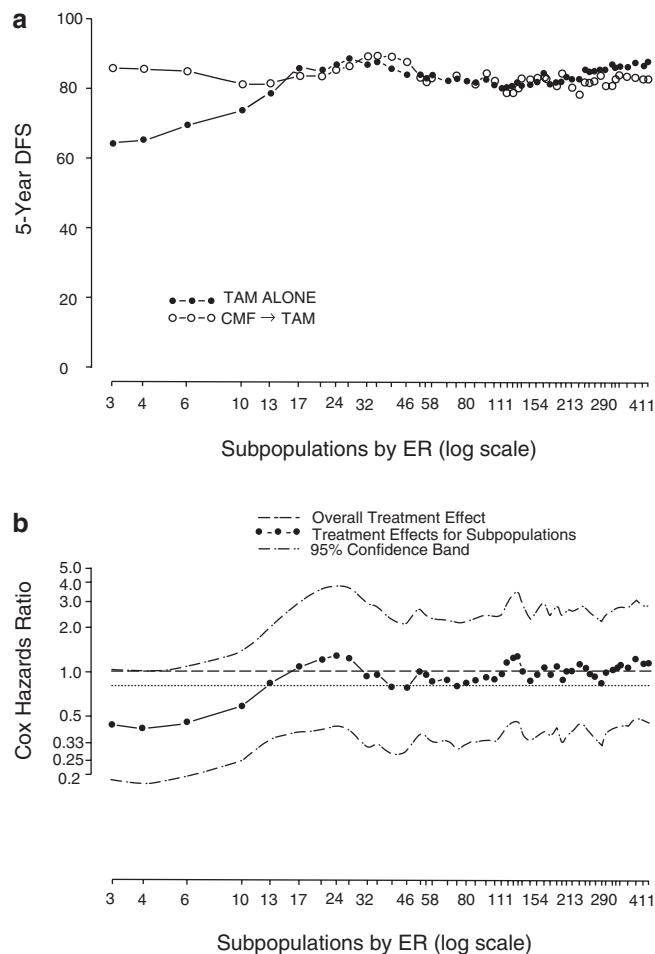 a
100
80
60
40
20
0
5-Year DFS
TAM ALONE
CMF → TAM
3 4 6 10 13 17 24 32 46 58 80 111 154 213 290 411
Subpopulations by ER (log scale)
b
Overall Treatment Effect
Treatment Effects for Subpopulations
95% Confidence Band
5.0
4.0
3.0
2.0
1.0
0.5
0.33
0.25
0.2
Cox Hazards Ratio
3 4 6 10 13 17 24 32 46 58 80 111 154 213 290 411
Subpopulations by ER (log scale)